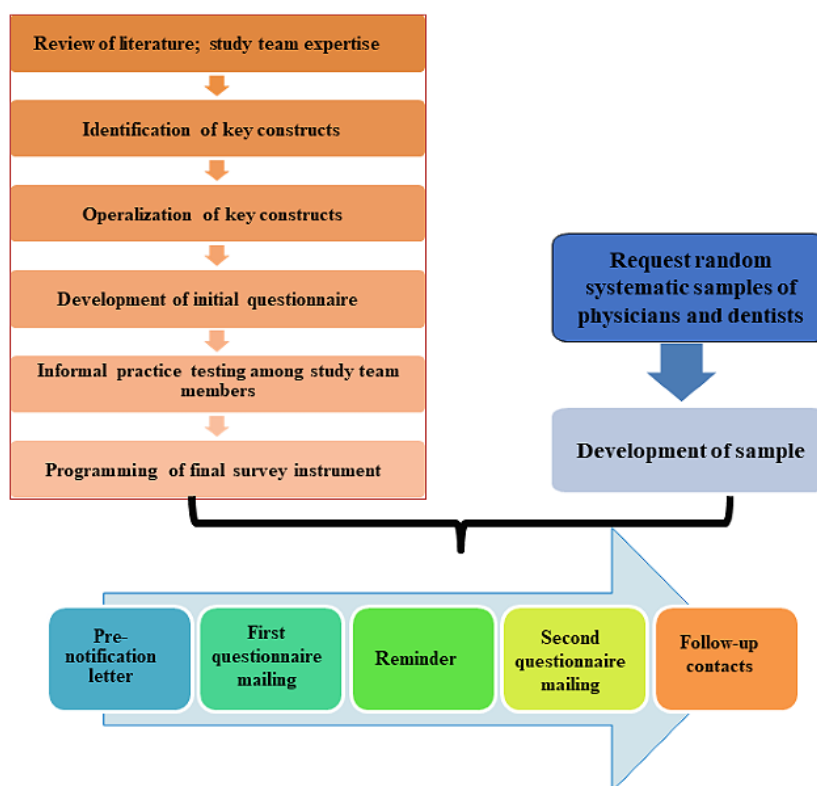 Review of literature; study team expertise
Identification of key constructs
Operalization of key constructs
Development of initial questionnaire
Informal practice testing among study team
members
Programming of final survey instrument
Request random
systematic samples of
physicians and dentists
Development of sample
Pre-
notification
letter
First
questionnaire
mailing
Reminder
Second
questionnaire
mailing
Follow-up
contacts